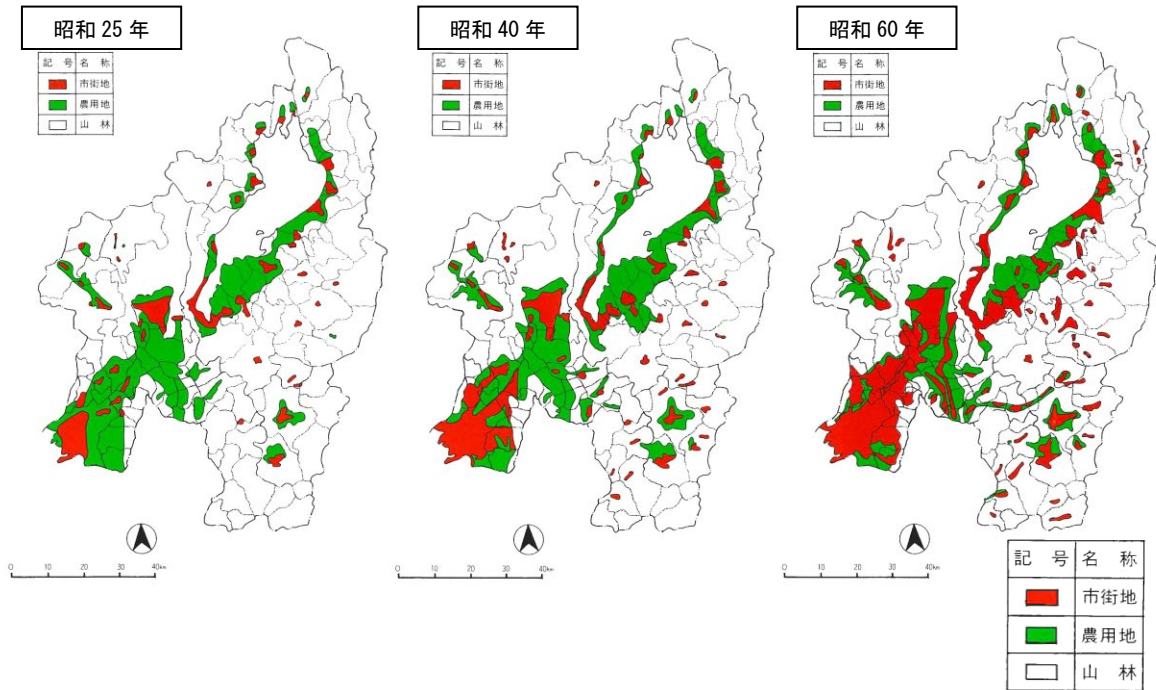 昭和 25 年
記 号 名 称
市街地
農用地
山 林
0 10 20 30 40km
昭和 40 年
記 号 名 称
市街地
農用地
山 林
0 10 20 30 40km
昭和 60 年
記 号 名 称
市街地
農用地
山 林
0 10 20 30 40km
記 号 名 称
市街地
農用地
山 林